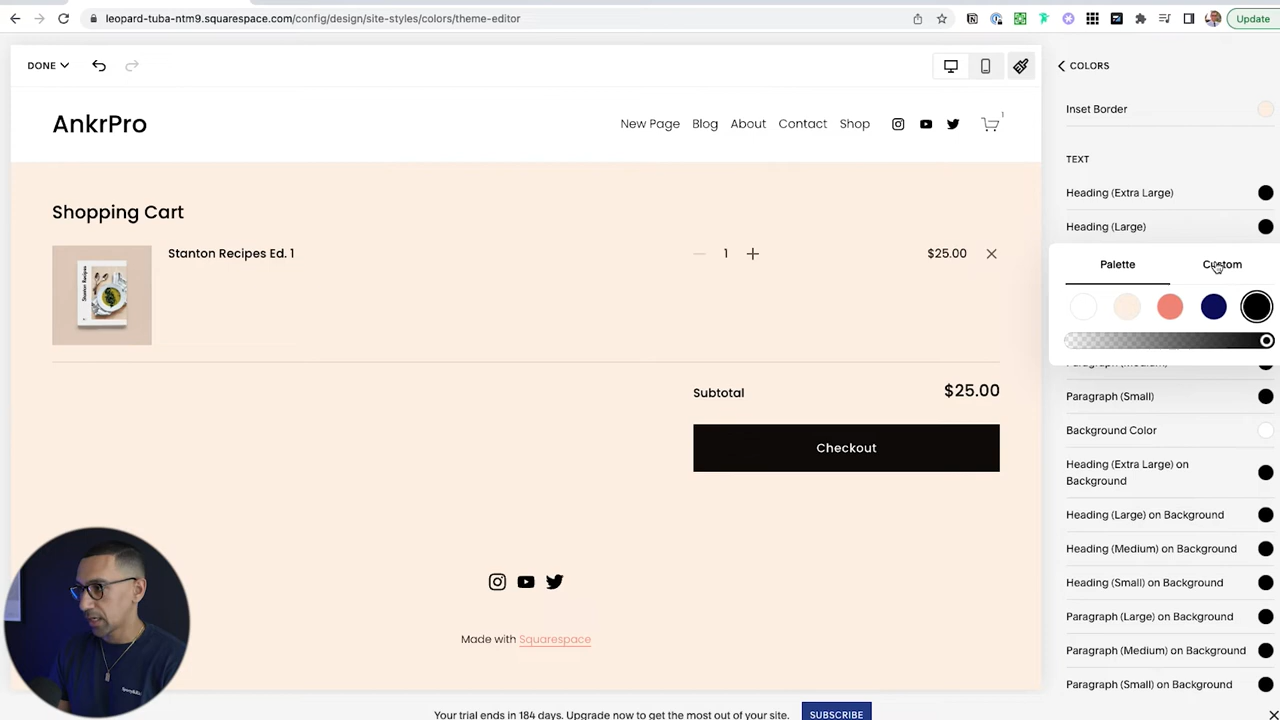 leopard-tuba-ntm9.squarespace.com/config/design/site-styles/colors/theme-editor
Update
DONE
COLORS
AnkrPro
New Page Blog About Contact Shop
1
Inset Border
TEXT
Heading (Extra Large)
Heading (Large)
Palette Custom
Shopping Cart
Stanton Recipes Ed. 1
1
$25.00
Stanton Recipes
Subtotal $25.00
Checkout
Paragraph (Medium)
Paragraph (Small)
Background Color
Heading (Extra Large) on
Background
Heading (Large) on Background
Heading (Medium) on Background
Heading (Small) on Background
Paragraph (Large) on Background
Paragraph (Medium) on Background
Paragraph (Small) on Background
Made with Squarespace
Your trial ends in 184 days. Upgrade now to get the most out of your site. SUBSCRIBE